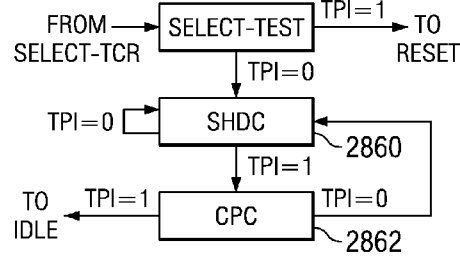 FROM
SELECT-TCR
SELECT-TEST
TPI=1
TO
RESET
TPI=0
TPI=0
SHDC
2860
TPI=1
TO
IDLE
TPI=1
CPC
TPI=0
2862